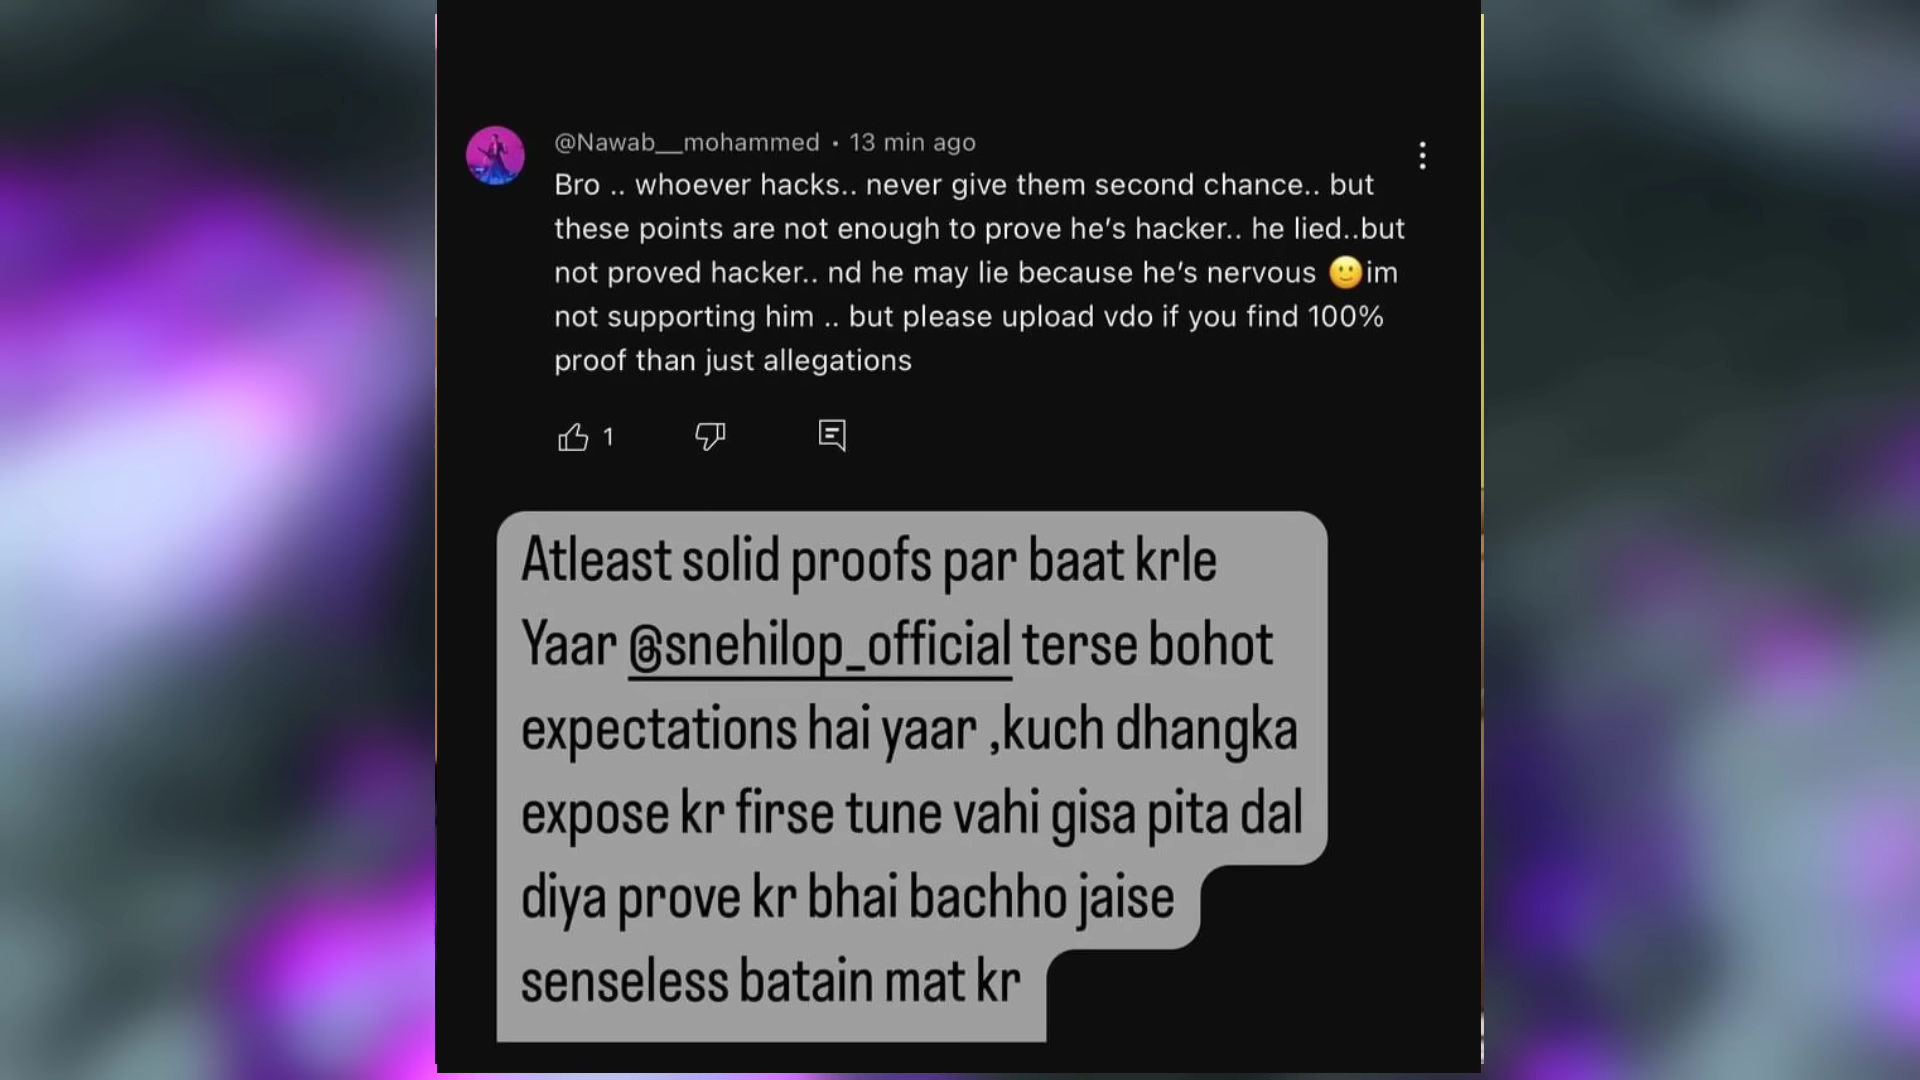 @Nawab__mohammed • 13 min ago
Bro .. whoever hacks.. never give them second chance.. but
these points are not enough to prove he's hacker.. he lied..but
not proved hacker.. nd he may lie because he's nervous 🙂im
not supporting him .. but please upload vdo if you find 100%
proof than just allegations
1
Atleast solid proofs par baat krle
Yaar @snehilop_official terse bohot
expectations hai yaar ,kuch dhangka
expose kr firse tune vahi gisa pita dal
diya prove kr bhai bachho jaise
senseless batain mat kr